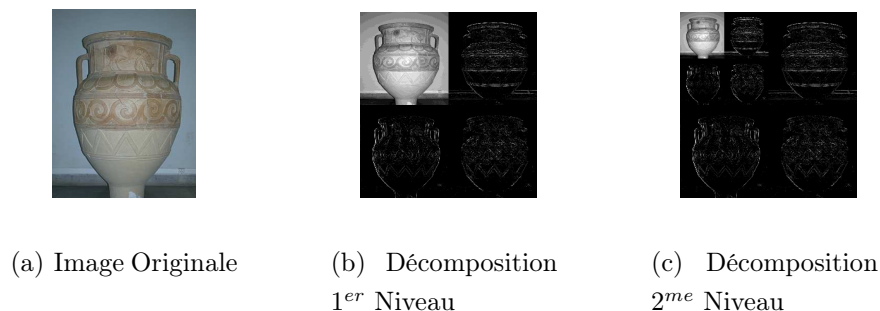 (a) Image Originale
(b) Décomposition
1er Niveau
(c) Décomposition
2me Niveau